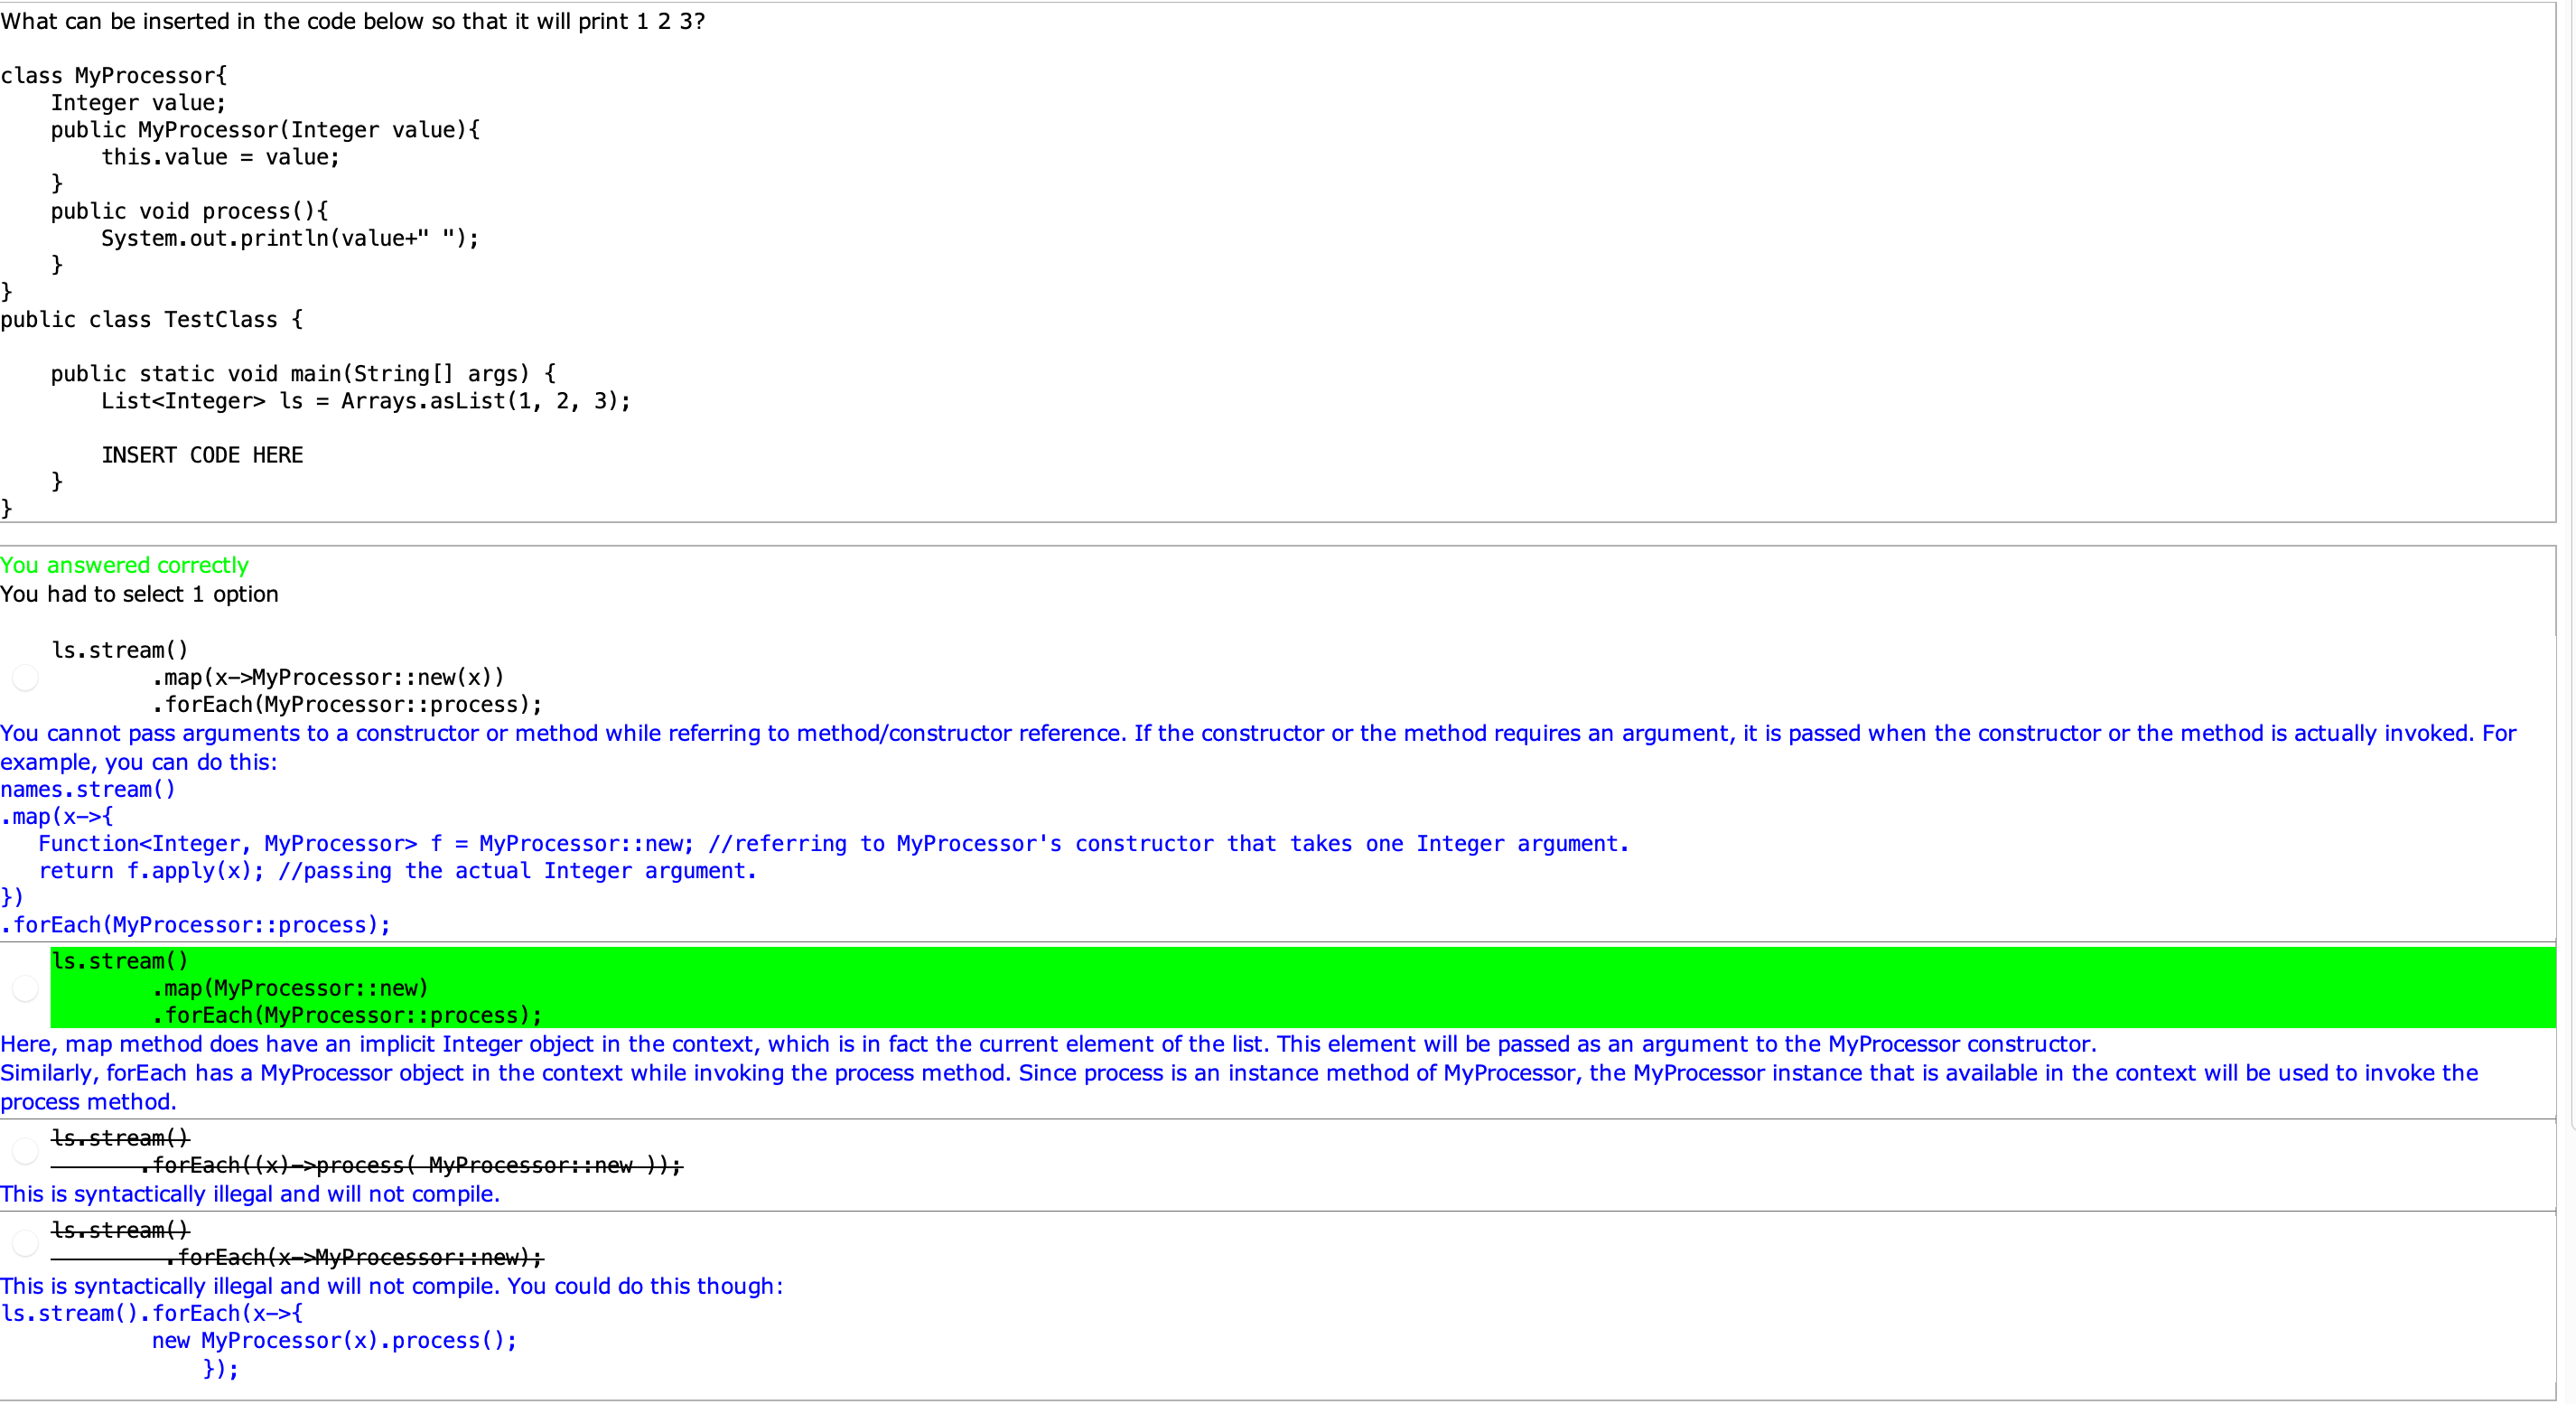 What can be inserted in the code below so that it will print 1 2 3?
class MyProcessor{
    Integer value;
    public MyProcessor(Integer value){
        this.value = value;
    }
    public void process(){
        System.out.println(value+" ");
    }
}
public class TestClass {
    public static void main(String[] args) {
        List<Integer> ls = Arrays.asList(1, 2, 3);
        INSERT CODE HERE
    }
}
You answered correctly
You had to select 1 option
ls.stream()
        .map(x->MyProcessor::new(x))
        .forEach(MyProcessor::process);
You cannot pass arguments to a constructor or method while referring to method/constructor reference. If the constructor or the method requires an argument, it is passed when the constructor or the method is actually invoked. For
example, you can do this:
names.stream()
.map(x->{
   Function<Integer, MyProcessor> f = MyProcessor::new; //referring to MyProcessor's constructor that takes one Integer argument.
   return f.apply(x); //passing the actual Integer argument.
})
.forEach(MyProcessor::process);
ls.stream()
        .map(MyProcessor::new)
        .forEach(MyProcessor::process);
Here, map method does have an implicit Integer object in the context, which is in fact the current element of the list. This element will be passed as an argument to the MyProcessor constructor.
Similarly, forEach has a MyProcessor object in the context while invoking the process method. Since process is an instance method of MyProcessor, the MyProcessor instance that is available in the context will be used to invoke the
process method.
ls.stream()
       .forEach((x)->process( MyProcessor::new ));
This is syntactically illegal and will not compile.
ls.stream()
         .forEach(x->MyProcessor::new);
This is syntactically illegal and will not compile. You could do this though:
ls.stream().forEach(x->{
            new MyProcessor(x).process();
                });